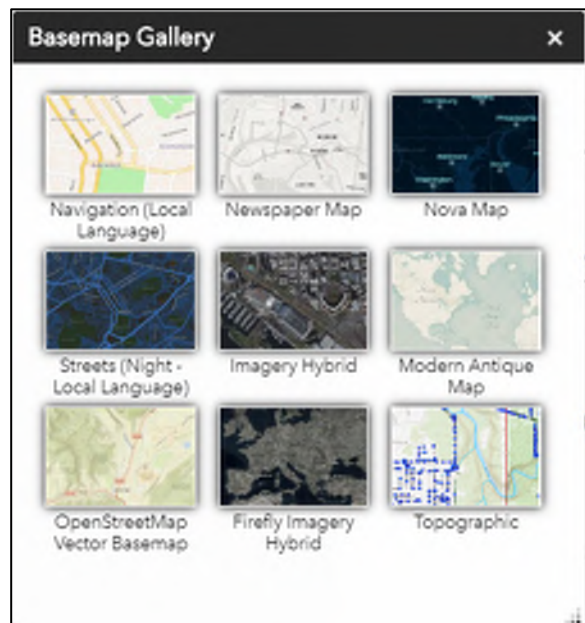 Basemap Gallery
Navigation (Local
Language)
Newspaper Map
Nova Map
Streets (Night -
Local Language)
Imagery Hybrid
Modern Antique
Map
OpenStreetMap
Vector Basemap
Firefly Imagery
Hybrid
Topographic